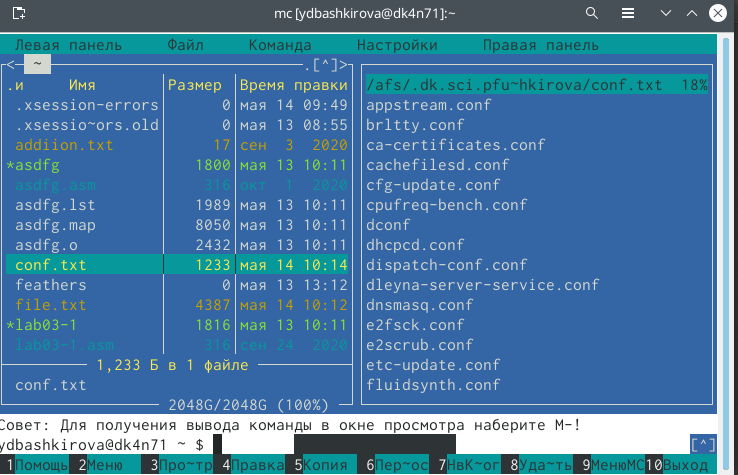 mc [ydbashkirova@dk4n71]:~
Левая панель Файл Команда Настройки Правая панель
<— ~ .[^]>
.и Имя Размер Время правки
.xsession-errors 0 мая 14 09:49
.xsessio~ors.old 0 мая 13 08:55
addiion.txt 17 сен 3 2020
*asdfg 1800 мая 13 10:11
asdfg.asm 316 окт 1 2020
asdfg.lst 1989 мая 13 10:11
asdfg.map 8050 мая 13 10:11
asdfg.o 2432 мая 13 10:11
conf.txt 1233 мая 14 10:14
feathers 0 мая 13 13:12
file.txt 4387 мая 14 10:12
*lab03-1 1816 мая 13 10:11
lab03-1.asm 316 сен 24 2020
1,233 Б в 1 файле
conf.txt
2048G/2048G (100%)
/afs/.dk.sci.pfu~hkirova/conf.txt 18%
appstream.conf
brltty.conf
ca-certificates.conf
cachefilesd.conf
cfg-update.conf
cpufreq-bench.conf
dconf
dhcpcd.conf
dispatch-conf.conf
dleyna-server-service.conf
dnsmasq.conf
e2fsck.conf
e2scrub.conf
etc-update.conf
fluidsynth.conf
Совет: Для получения вывода команды в окне просмотра наберите M-!
ydbashkirova@dk4n71 ~ $ [^]
1Помощь 2Меню 3Про~тр 4Правка 5Копия 6Пер~ос 7НвК~ог 8Уда~ть 9МенюMC 10Выход